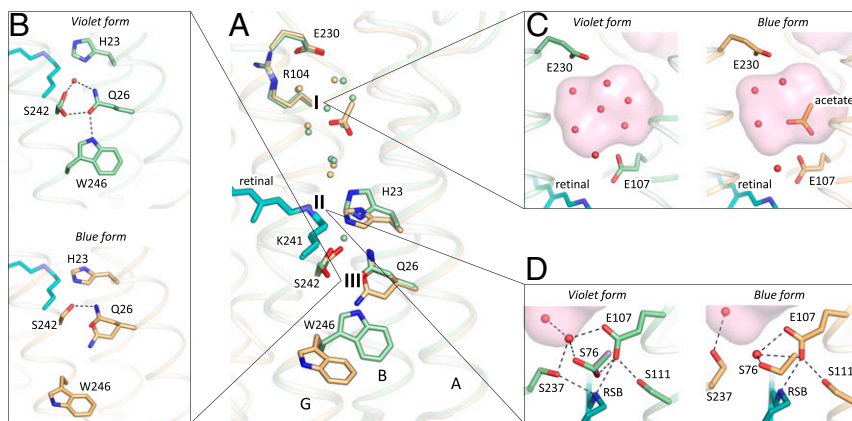 B
Violet form
H23
S242
Q26
W246
Blue form
H23
S242
Q26
W246
A
E230
R104
I
retinal
II
H23
K241
S242
III
Q26
W246
B
A
G
C
Violet form
Blue form
E230
E230
acetate
E107
E107
retinal
retinal
D
Violet form
Blue form
E107
E107
S76
S76
S111
S111
S237
S237
RSB
RSB